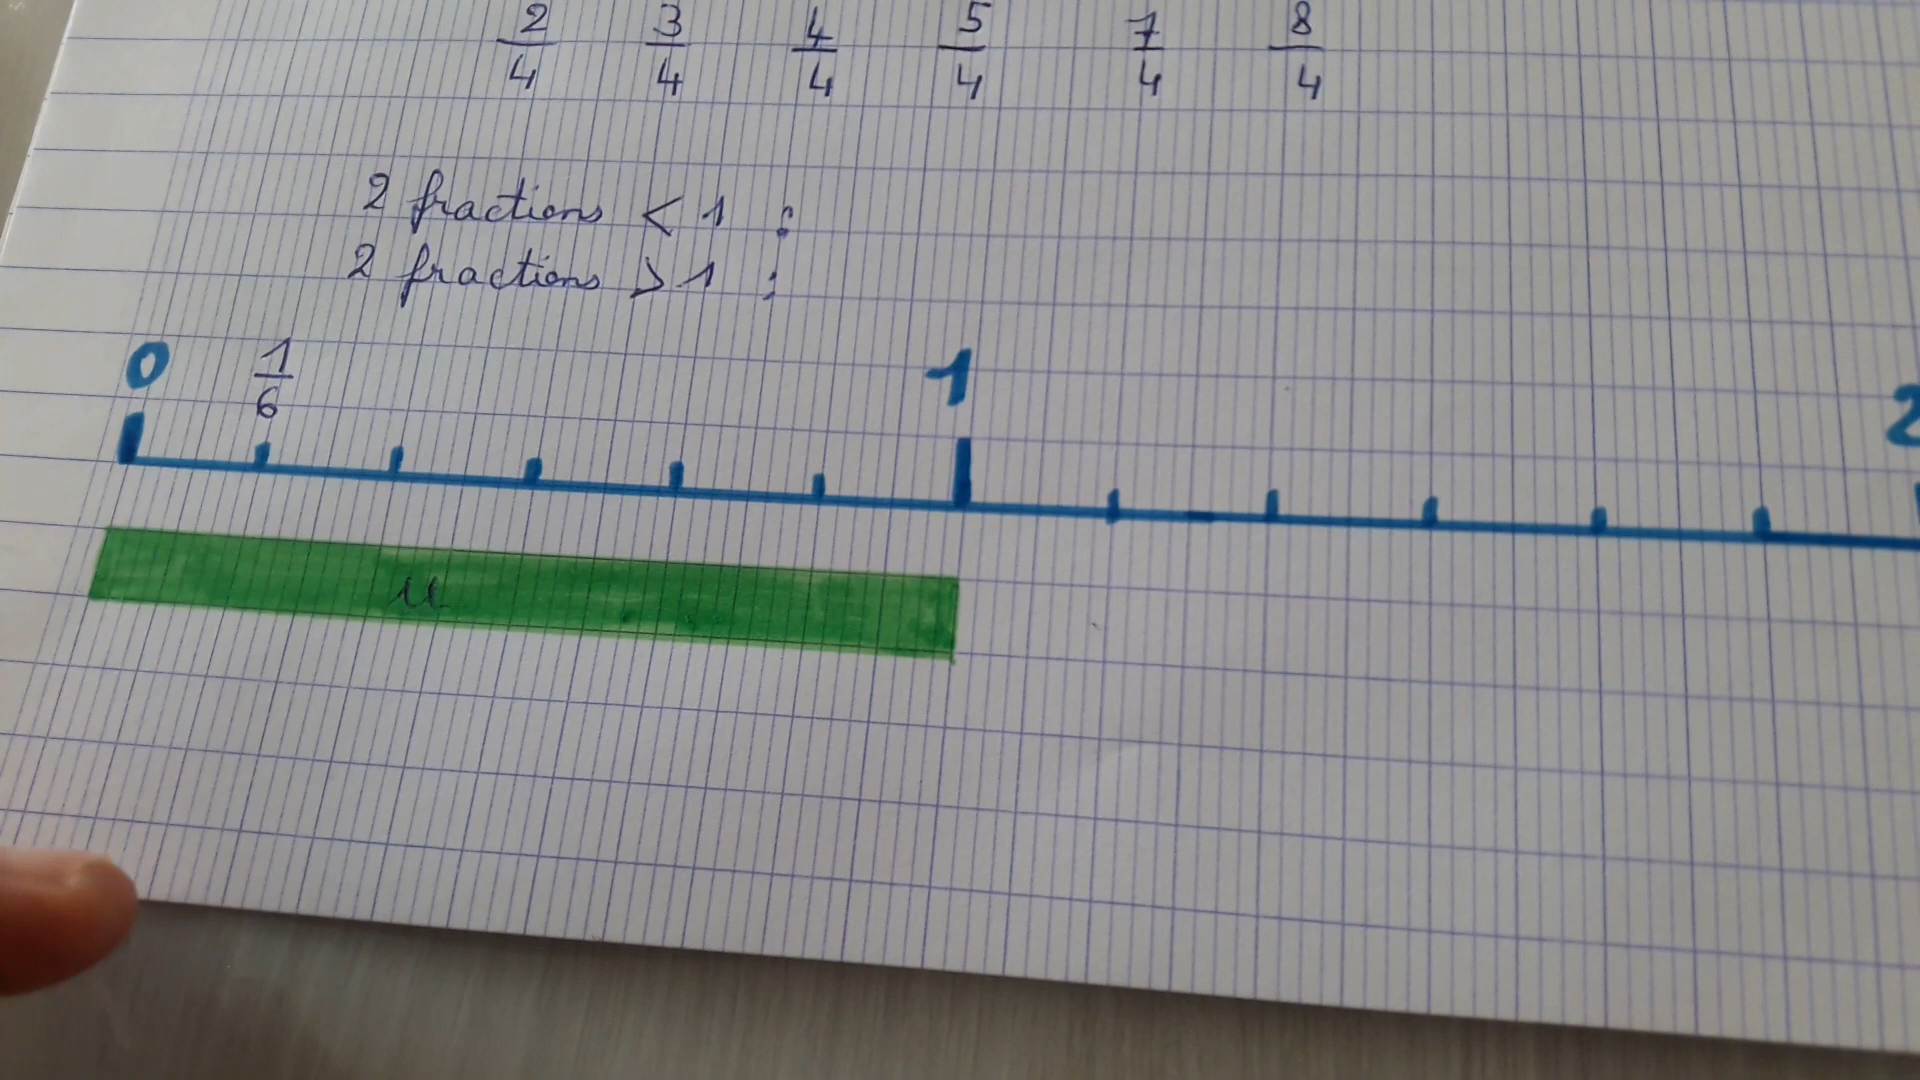 2/4 3/4 4/4 5/4 7/4 8/4
2 fractions < 1 :
2 fractions > 1 :
0 1/6 1 2
u